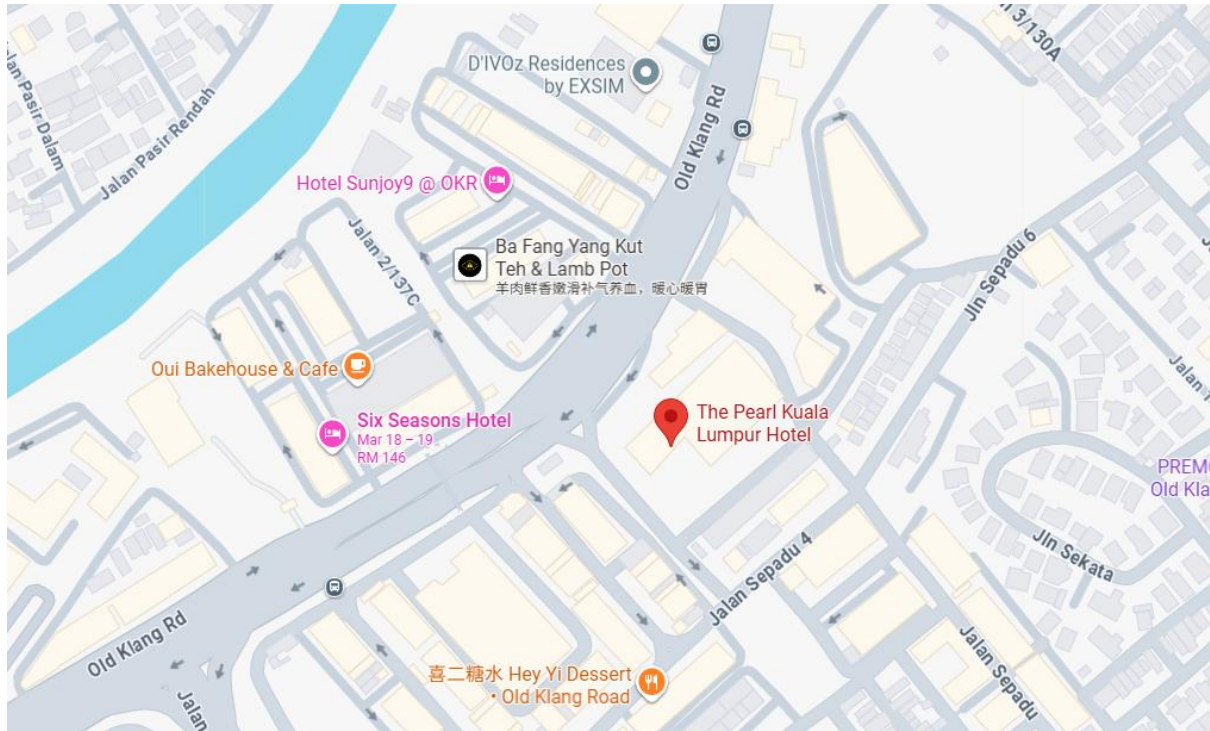 n 3/130A
D'IVOz Residences
by EXSIM
Old Klang Rd
Jalan Pasir Rendah
Jalan Pasir Dalam
Hotel Sunjoy9 @ OKR
Jalan 2/137C
Ba Fang Yang Kut
Teh & Lamb Pot
羊肉鲜香嫩滑补气养血，暖心暖胃
Jln Sepadu 6
Oui Bakehouse & Cafe
Jalan
Six Seasons Hotel
Mar 18 – 19
RM 146
The Pearl Kuala
Lumpur Hotel
PREM
Old Kla
Jln Sekata
Jalan Sepadu 4
Old Klang Rd
Jalan Sepadu
Jalan
喜二糖水 Hey Yi Dessert
• Old Klang Road